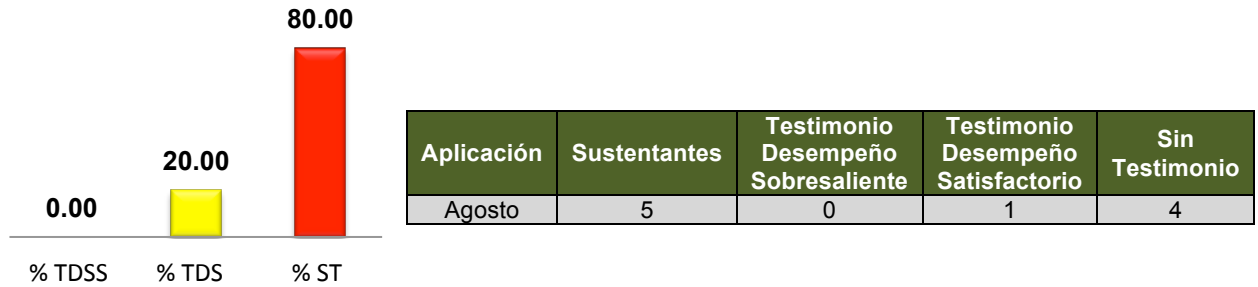 80.00
20.00
0.00
% TDSS % TDS % ST
Aplicación
Sustentantes
Testimonio
Desempeño
Sobresaliente
Testimonio
Desempeño
Satisfactorio
Sin
Testimonio
Agosto 5 0 1 4